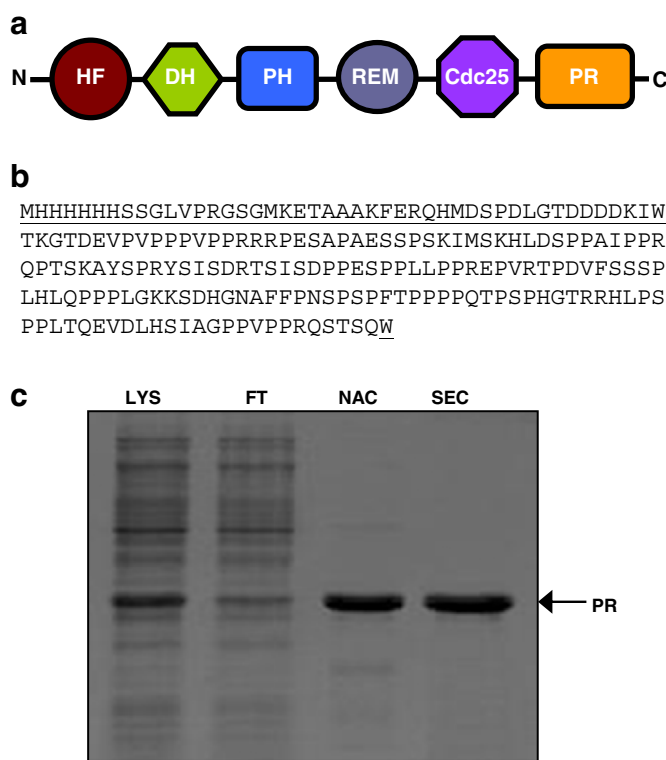 a
N HF DH PH REM Cdc25 PR C
b
MHHHHHHSSGLVPRGSGMKETAAAKFERQHMDSPDLGTDDDDKIW
TKGTDEVPVPPPVPPRRRPESAPAESSPSKIMSKHLDSPPAIPPR
QPTSKAYSPRYSISDRTSISDPPESPPLLPPREPVRTPDVFSSSP
LHLQPPPLGKKSDHGNAFFPNSPSPFTPPPPQTPSPHGTRRHLPS
PPLTQEVDLHSIAGPPVPPRQSTSQW
c
LYS FT NAC SEC
PR